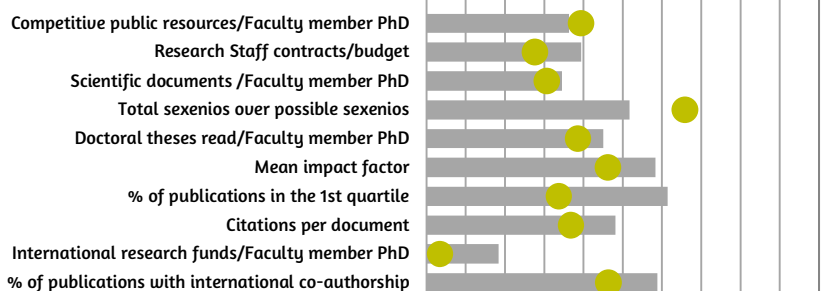 Competitive public resources/Faculty member PhD
Research Staff contracts/budget
Scientific documents /Faculty member PhD
Total sexenios over possible sexenios
Doctoral theses read/Faculty member PhD
Mean impact factor
% of publications in the 1st quartile
Citations per document
International research funds/Faculty member PhD
% of publications with international co-authorship